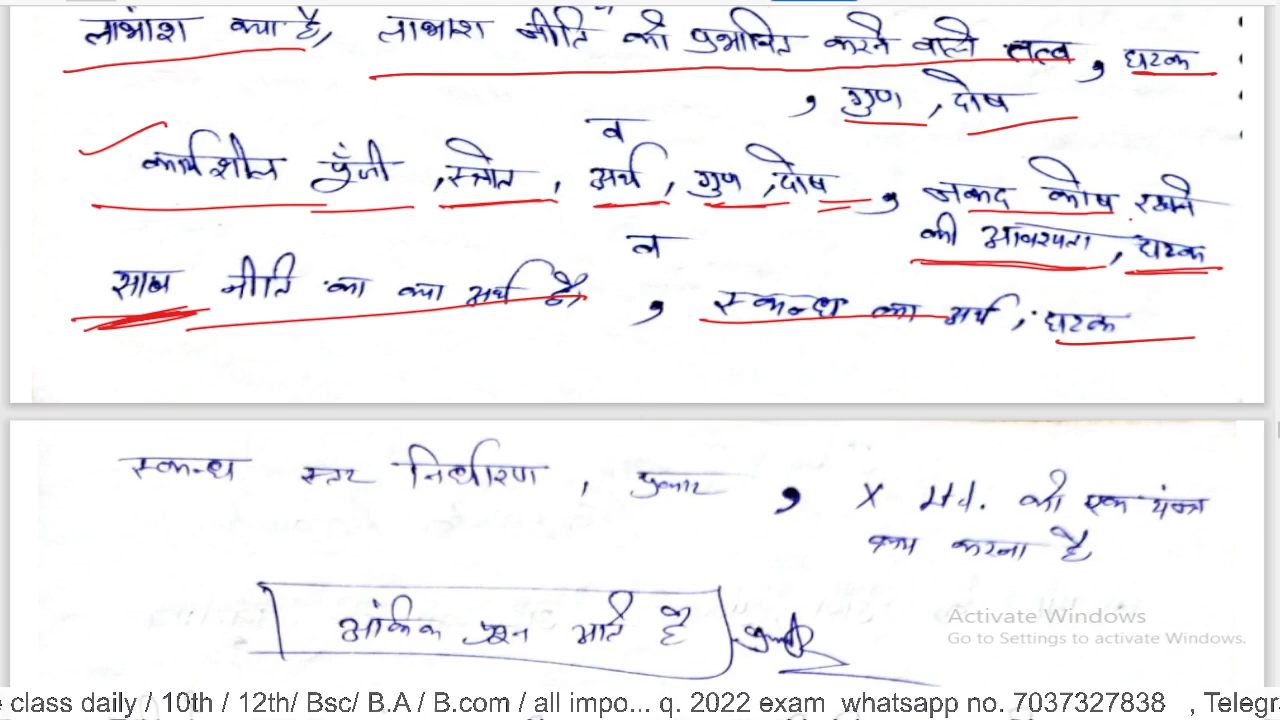 लाभांश क्या है, लाभांश नीति को प्रभावित करने वाले तत्व, घटक
, गुण, दोष
व
कार्यशील पूँजी, स्त्रोत, अर्थ, गुण, दोष, नकद कोष रखने
की आवश्यता, घटक
व
साख नीति का क्या अर्थ है, स्कन्ध का अर्थ, घटक
स्कन्ध स्तर निर्धारण, प्रकार, X Ltd. को एक यंत्र
क्रय करना है
आंकिक प्रश्न आते है
Activate Windows
Go to Settings to activate Windows.
e class daily / 10th / 12th/ Bsc/ B.A / B.com / all impo... q. 2022 exam whatsapp no. 7037327838 , Telegr